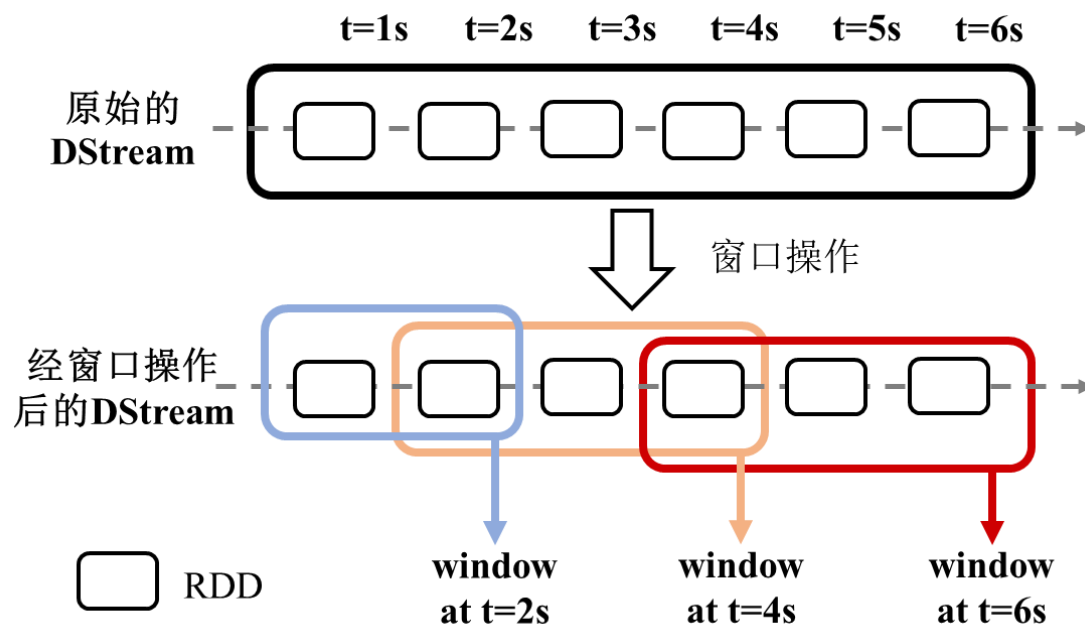 t=1s t=2s t=3s t=4s t=5s t=6s
原始的
DStream
窗口操作
经窗口操作
后的DStream
window
at t=2s
window
at t=4s
window
at t=6s
RDD